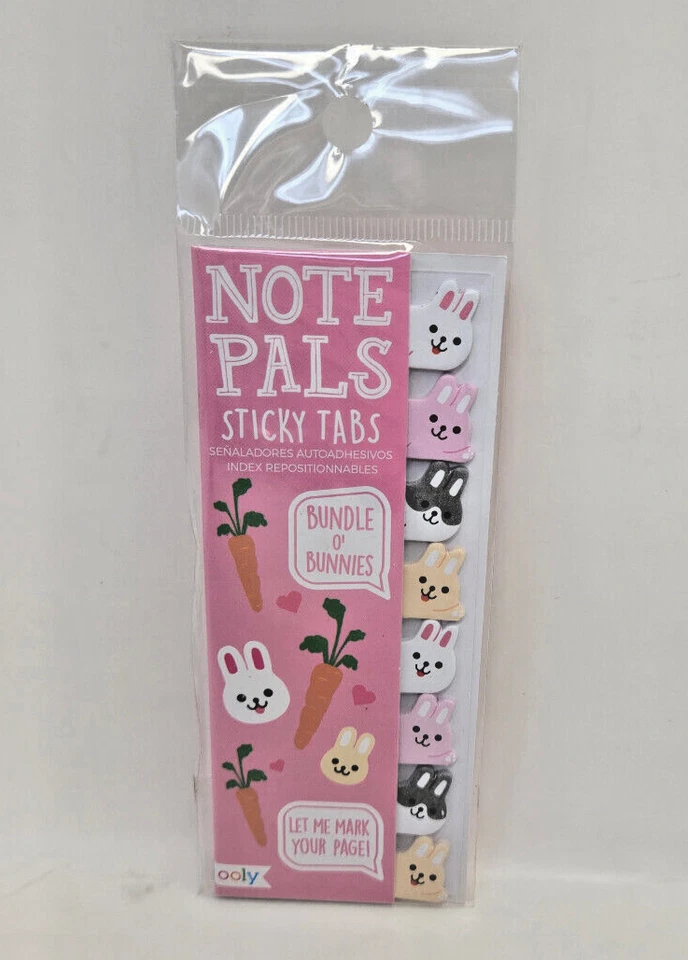 NOTE
PALS
STICKY TABS
SEÑALADORES AUTOADHESIVOS
INDEX REPOSITIONNABLES
BUNDLE
O'
BUNNIES
LET ME MARK
YOUR PAGE!
ooly